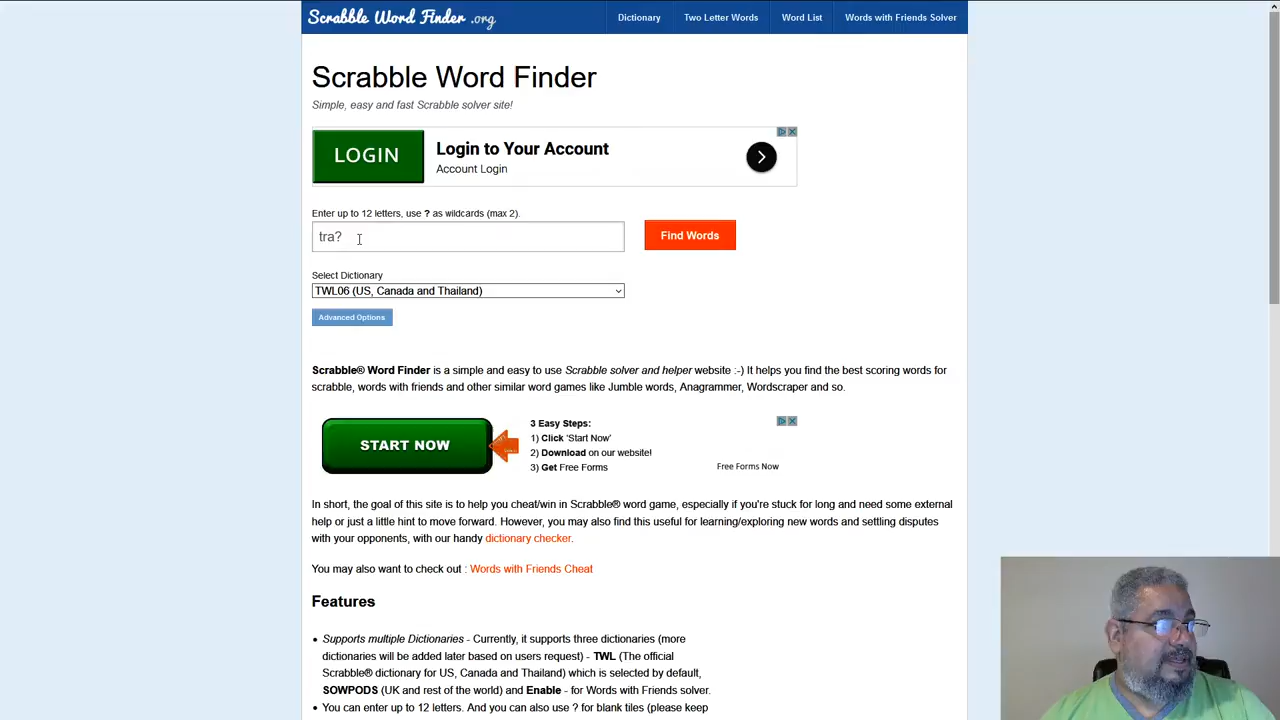 Scrabble Word Finder .org
Dictionary
Two Letter Words
Word List
Words with Friends Solver
Scrabble Word Finder
Simple, easy and fast Scrabble solver site!
LOGIN
Login to Your Account
Account Login
Enter up to 12 letters, use ? as wildcards (max 2).
tra?
Find Words
Select Dictionary
TWL06 (US, Canada and Thailand)
Advanced Options
Scrabble® Word Finder is a simple and easy to use Scrabble solver and helper website :-) It helps you find the best scoring words for
scrabble, words with friends and other similar word games like Jumble words, Anagrammer, Wordscraper and so.
START NOW
3 Easy Steps:
1) Click 'Start Now'
2) Download on our website!
3) Get Free Forms
Free Forms Now
In short, the goal of this site is to help you cheat/win in Scrabble® word game, especially if you're stuck for long and need some external
help or just a little hint to move forward. However, you may also find this useful for learning/exploring new words and settling disputes
with your opponents, with our handy dictionary checker.
You may also want to check out : Words with Friends Cheat
Features
Supports multiple Dictionaries - Currently, it supports three dictionaries (more
dictionaries will be added later based on users request) - TWL (The official
Scrabble® dictionary for US, Canada and Thailand) which is selected by default,
SOWPODS (UK and rest of the world) and Enable - for Words with Friends solver.
You can enter up to 12 letters. And you can also use ? for blank tiles (please keep